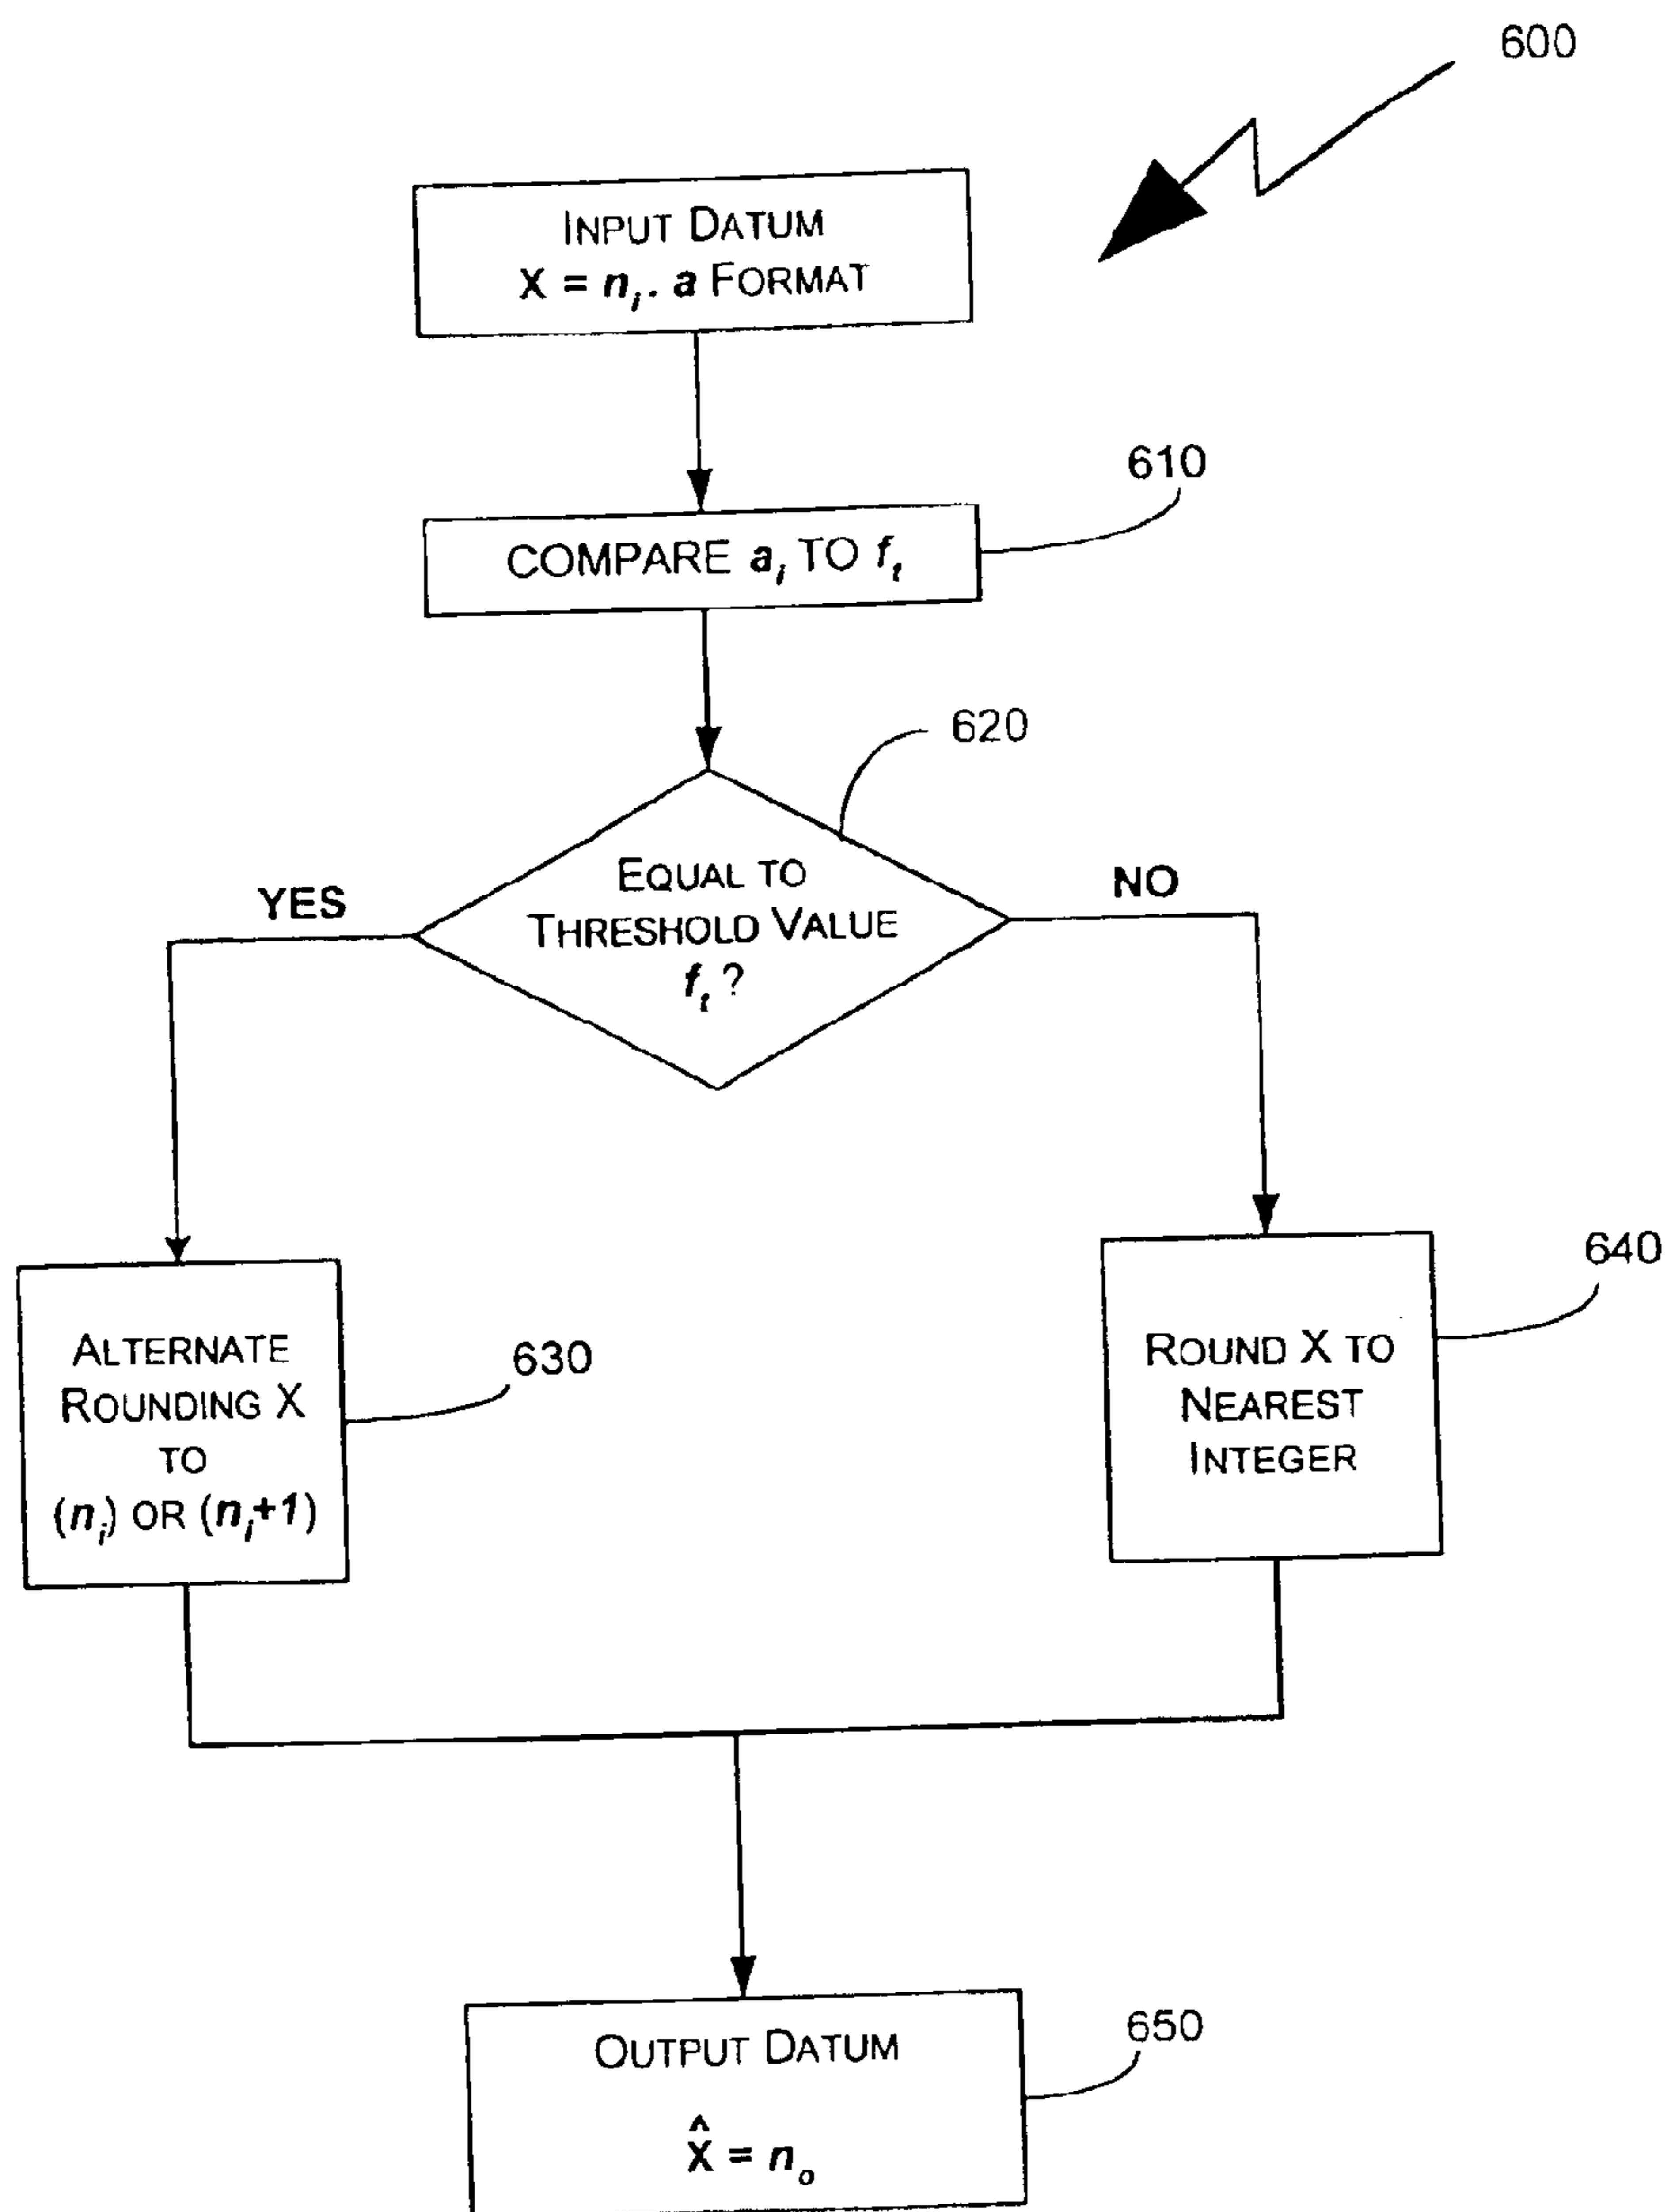 600
INPUT DATUM
X = nᵢ. a FORMAT
610
COMPARE aᵢ TO fₜ
620
EQUAL TO
THRESHOLD VALUE
fₜ ?
YES
NO
ALTERNATE
ROUNDING X
TO
(nᵢ) OR (nᵢ+1)
630
ROUND X TO
NEAREST
INTEGER
640
OUTPUT DATUM
X̂ = nₒ
650